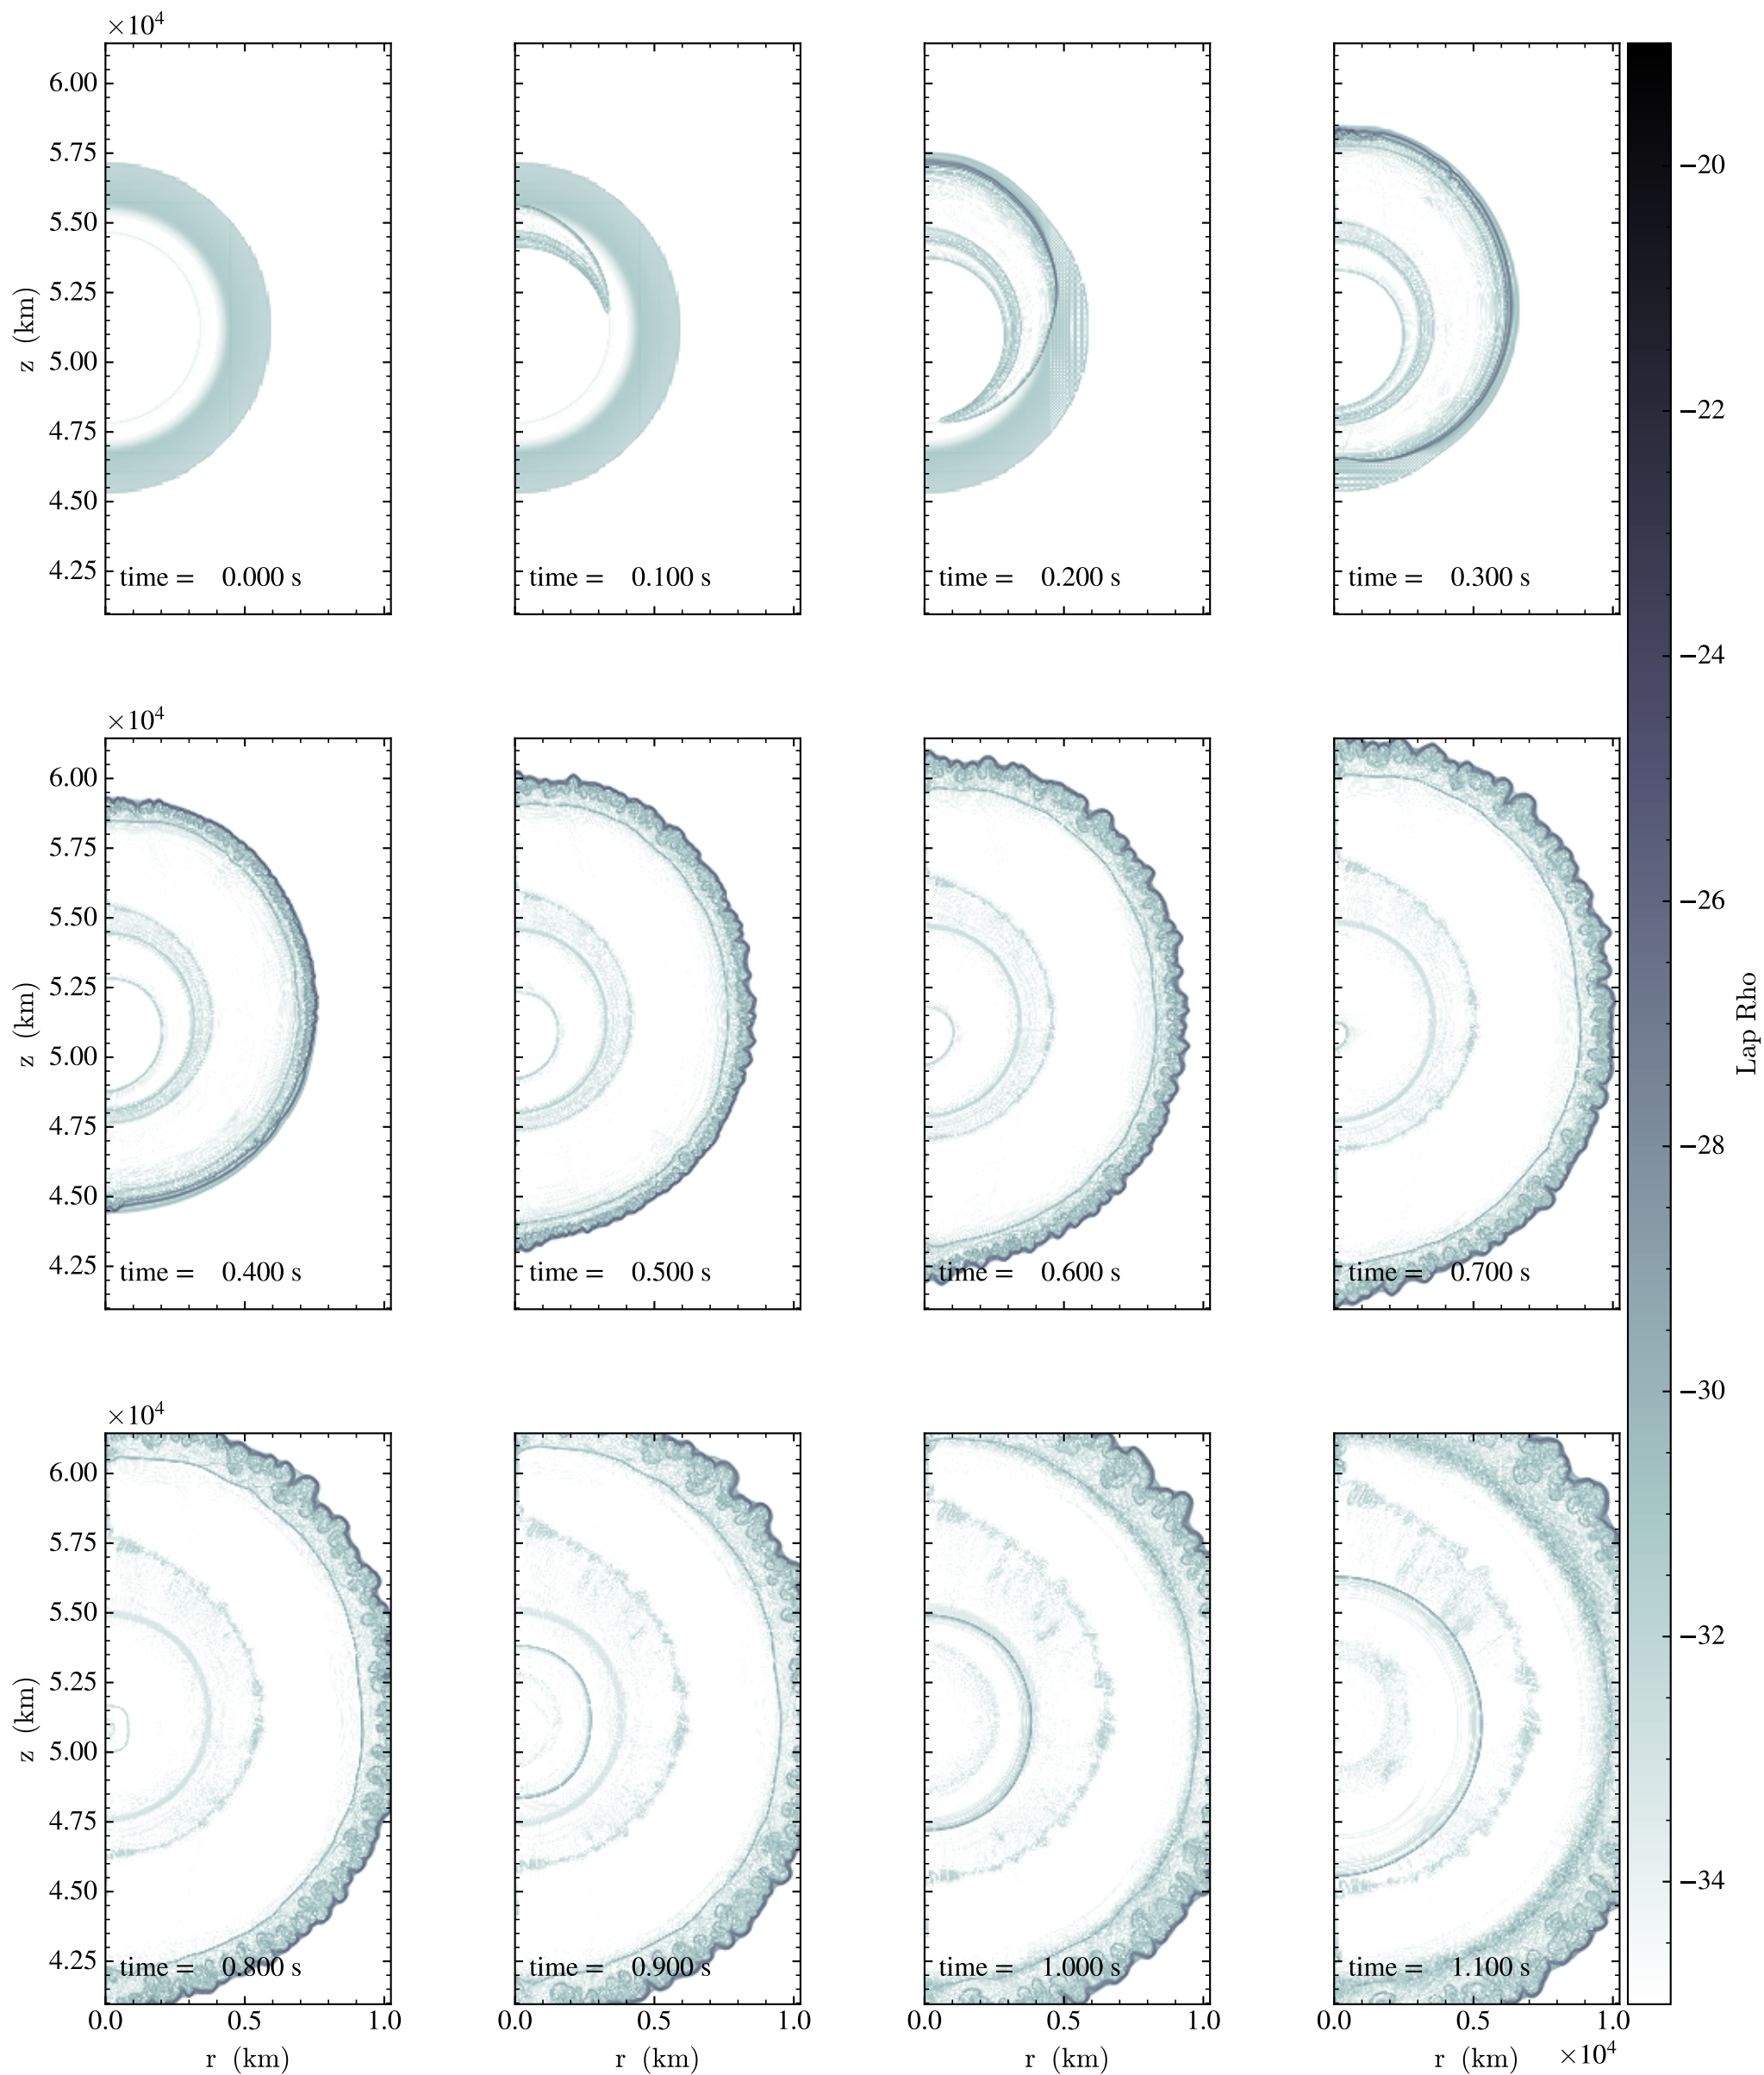 ×10⁴
6.00
5.75
5.50
5.25
5.00
4.75
4.50
4.25
z (km)
time = 0.000 s
time = 0.100 s
time = 0.200 s
time = 0.300 s
×10⁴
6.00
5.75
5.50
5.25
5.00
4.75
4.50
4.25
z (km)
time = 0.400 s
time = 0.500 s
time = 0.600 s
time = 0.700 s
×10⁴
6.00
5.75
5.50
5.25
5.00
4.75
4.50
4.25
z (km)
time = 0.800 s
time = 0.900 s
time = 1.000 s
time = 1.100 s
0.0 0.5 1.0
r (km)
0.0 0.5 1.0
r (km)
0.0 0.5 1.0
r (km)
0.0 0.5 1.0
r (km)
×10⁴
−20
−22
−24
−26
−28
−30
−32
−34
Lap Rho